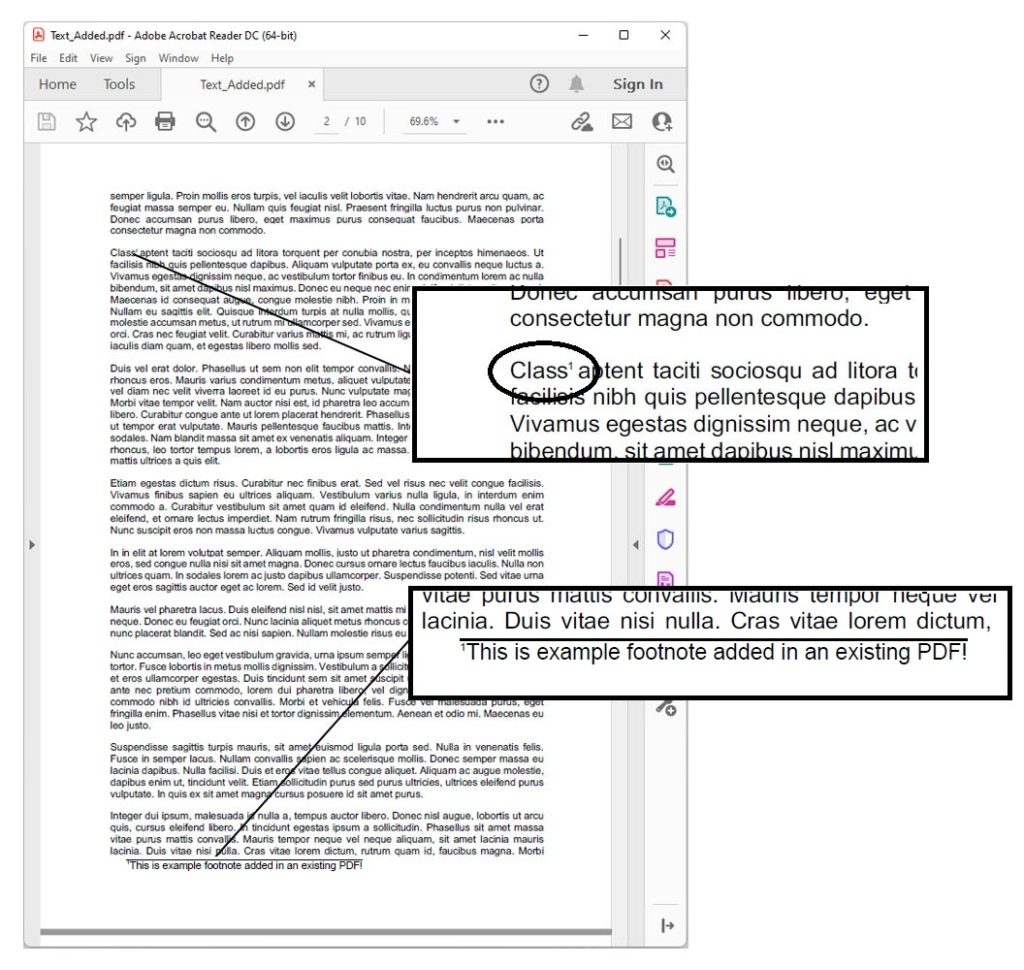 Text_Added.pdf - Adobe Acrobat Reader DC (64-bit)
File Edit View Sign Window Help
Home Tools Text_Added.pdf × Sign In
2 / 10 69,6%
semper ligula. Proin mollis eros turpis, vel iaculis velit lobortis vitae. Nam hendrerit arcu quam, ac
feugiat massa semper eu. Nullam quis feugiat nisl. Praesent fringilla luctus purus non pulvinar.
Donec accumsan purus libero, eget maximus purus consequat faucibus. Maecenas porta
consectetur magna non commodo.
Class¹ aptent taciti sociosqu ad litora torquent per conubia nostra, per inceptos himenaeos. Ut
facilisis nibh quis pellentesque dapibus. Aliquam vulputate porta ex, eu convallis neque luctus a.
Vivamus egestas dignissim neque, ac vestibulum tortor finibus eu. In condimentum lorem ac nulla
bibendum, sit amet dapibus nisl maximus. Donec eu neque nec
Maecenas id consequat augue, congue molestie nibh. Proin in
Nullam eu sagittis elit. Quisque interdum turpis at nulla mollis,
molestie accumsan metus, ut rutrum mi ullamcorper sed. Vivamus
orci. Cras nec feugiat velit. Curabitur varius mattis mi, ac rutrum
iaculis diam quam, et egestas libero mollis sed.
Duis vel erat dolor. Phasellus ut sem non elit tempor convallis.
rhoncus eros. Mauris varius condimentum metus, aliquet vulputate
vel diam nec velit viverra laoreet id eu purus. Nunc vulputate
Morbi vitae tempor velit. Nam auctor nisi est, id pharetra leo
libero. Curabitur congue ante ut lorem placerat hendrerit. Phasellus
ut tempor erat vulputate. Mauris pellentesque faucibus mattis.
sodales. Nam blandit massa sit amet ex venenatis aliquam. Integer
rhoncus, leo tortor tempus lorem, a lobortis eros ligula ac massa.
mattis ultrices a quis elit.
Etiam egestas dictum risus. Curabitur nec finibus erat. Sed vel risus nec velit congue facilisis.
Vivamus finibus sapien eu ultrices aliquam. Vestibulum varius nulla ligula, in interdum enim
commodo a. Curabitur vestibulum sit amet quam id eleifend. Nulla condimentum nulla vel erat
eleifend, et ornare lectus imperdiet. Nam rutrum fringilla risus, nec sollicitudin risus rhoncus ut.
Nunc suscipit eros non massa luctus congue. Vivamus vulputate varius sagittis.
In in elit at lorem volutpat semper. Aliquam mollis, justo ut pharetra condimentum, nisl velit mollis
eros, sed congue nulla nisi sit amet magna. Donec cursus ornare lectus faucibus iaculis. Nulla non
ultrices quam. In sodales lorem ac justo dapibus ullamcorper. Suspendisse potenti. Sed vitae urna
eget eros sagittis auctor eget ac lorem. Sed id velit justo.
Mauris vel pharetra lacus. Duis eleifend nisl nisl, sit amet mattis mi
neque. Donec eu feugiat orci. Nunc lacinia aliquet metus rhoncus
nunc placerat blandit. Sed ac nisi sapien. Nullam molestie risus eu
Nunc accumsan, leo eget vestibulum gravida, urna ipsum semper
tortor. Fusce lobortis in metus mollis dignissim. Vestibulum a
et eros ullamcorper egestas. Duis tincidunt sem sit amet suscipit
ante nec pretium commodo, lorem dui pharetra libero, vel
commodo nibh id ultricies convallis. Morbi et vehicula felis. Fusce vel malesuada purus, eget
fringilla enim. Phasellus vitae nisi et tortor dignissim elementum. Aenean et odio mi. Maecenas eu
leo justo.
Suspendisse sagittis turpis mauris, sit amet euismod ligula porta sed. Nulla in venenatis felis.
Fusce in semper lacus. Nullam convallis sapien ac scelerisque mollis. Donec semper massa eu
lacinia dapibus. Nulla facilisi. Duis et eros vitae tellus congue aliquet. Aliquam ac augue molestie,
dapibus enim ut, tincidunt velit. Etiam sollicitudin purus sed purus ultricies, ultrices eleifend purus
vulputate. In quis ex sit amet magna cursus posuere id sit amet purus.
Integer dui ipsum, malesuada in nulla a, tempus auctor libero. Donec nisl augue, lobortis ut arcu
quis, cursus eleifend libero. In tincidunt egestas ipsum a sollicitudin. Phasellus sit amet massa
vitae purus mattis convallis. Mauris tempor neque vel neque aliquam, sit amet lacinia mauris
lacinia. Duis vitae nisi nulla. Cras vitae lorem dictum, rutrum quam id, faucibus magna. Morbi
¹This is example footnote added in an existing PDF!
Donec accumsan purus libero, eget
consectetur magna non commodo.
Class¹ aptent taciti sociosqu ad litora
facilisis nibh quis pellentesque dapibus
Vivamus egestas dignissim neque, ac
bibendum, sit amet dapibus nisl
vitae purus mattis convallis. Mauris tempor neque vel
lacinia. Duis vitae nisi nulla. Cras vitae lorem dictum,
¹This is example footnote added in an existing PDF!